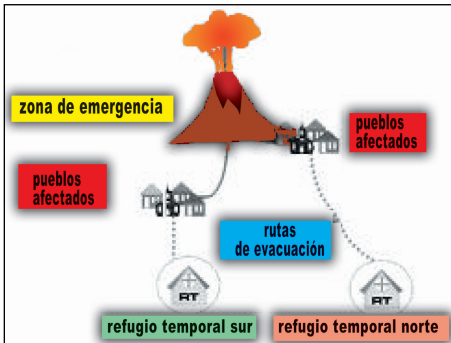 zona de emergencia
pueblos
afectados
pueblos
afectados
rutas
de evacuación
RT
RT
refugio temporal sur
refugio temporal norte